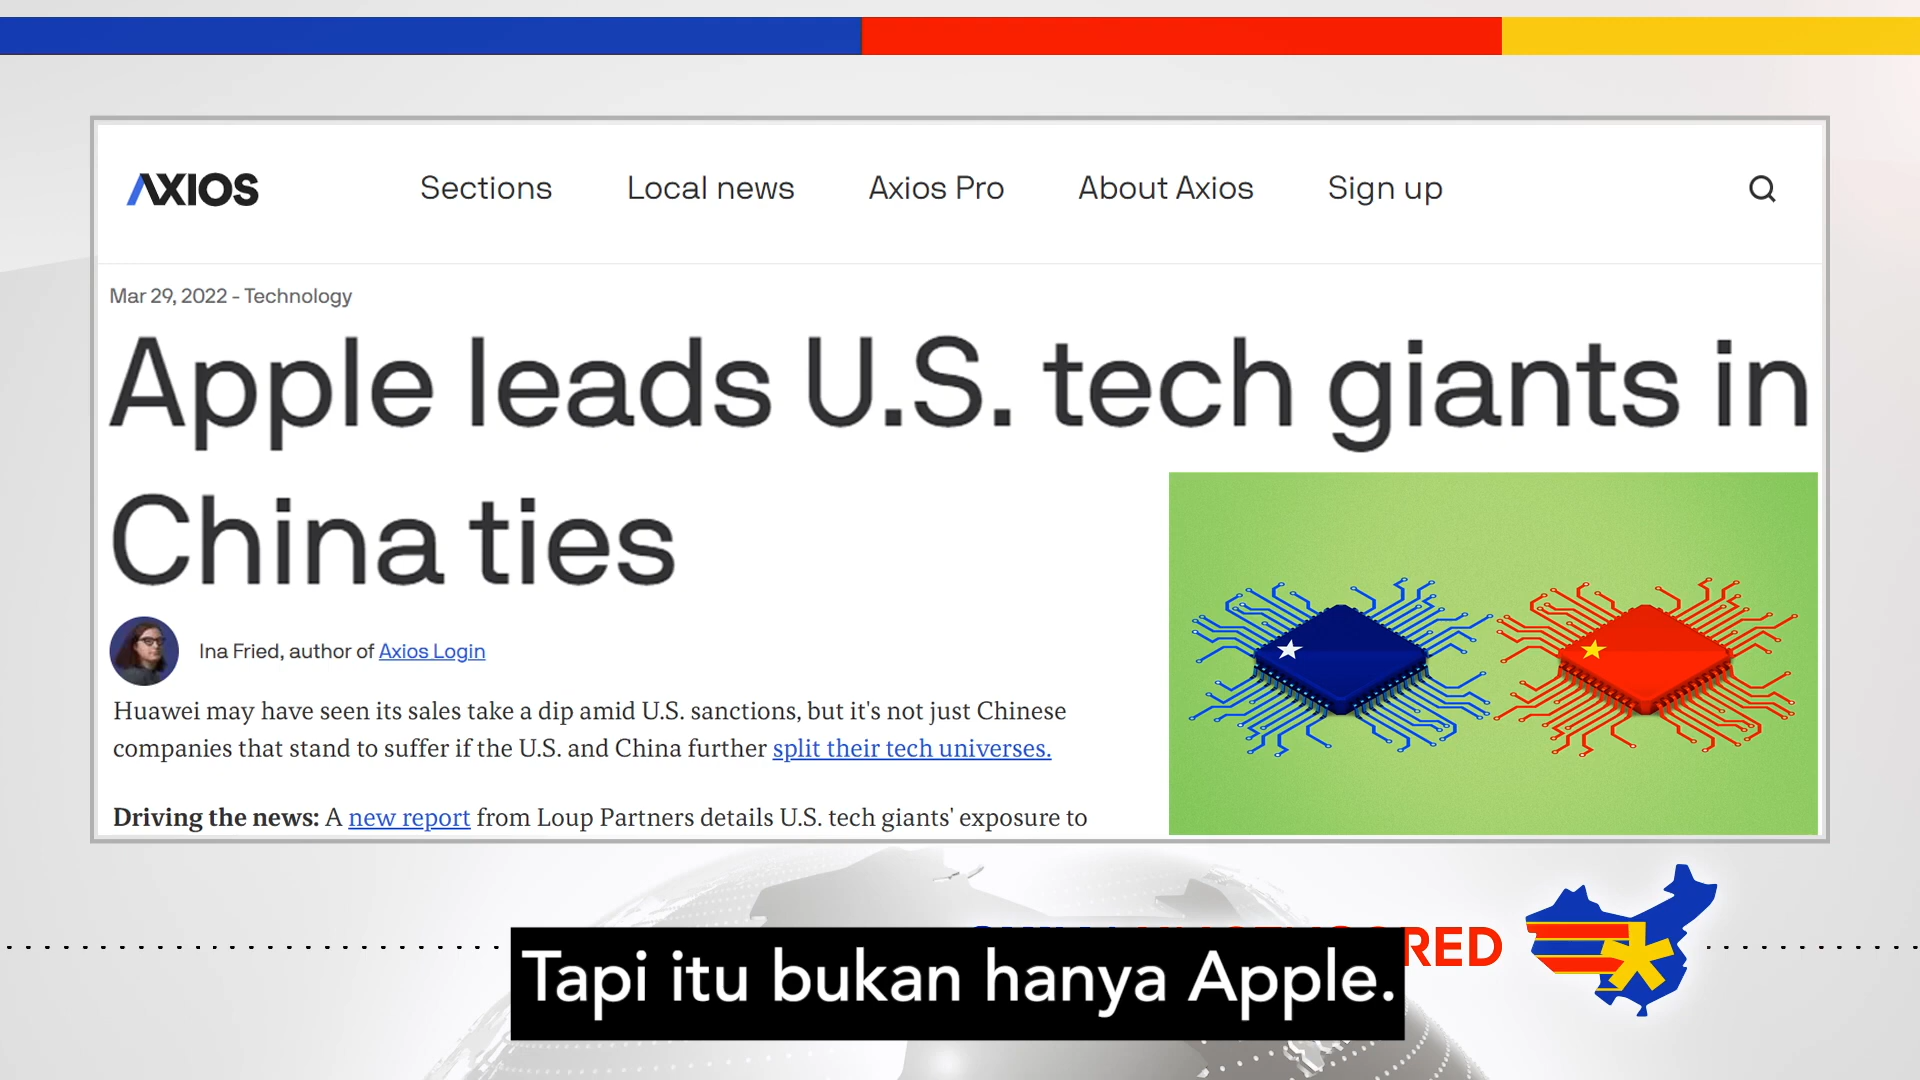 AXIOS
Sections Local news Axios Pro About Axios Sign up
Mar 29, 2022 - Technology
Apple leads U.S. tech giants in
China ties
Ina Fried, author of Axios Login
Huawei may have seen its sales take a dip amid U.S. sanctions, but it's not just Chinese
companies that stand to suffer if the U.S. and China further split their tech universes.
Driving the news: A new report from Loup Partners details U.S. tech giants' exposure to
Tapi itu bukan hanya Apple.